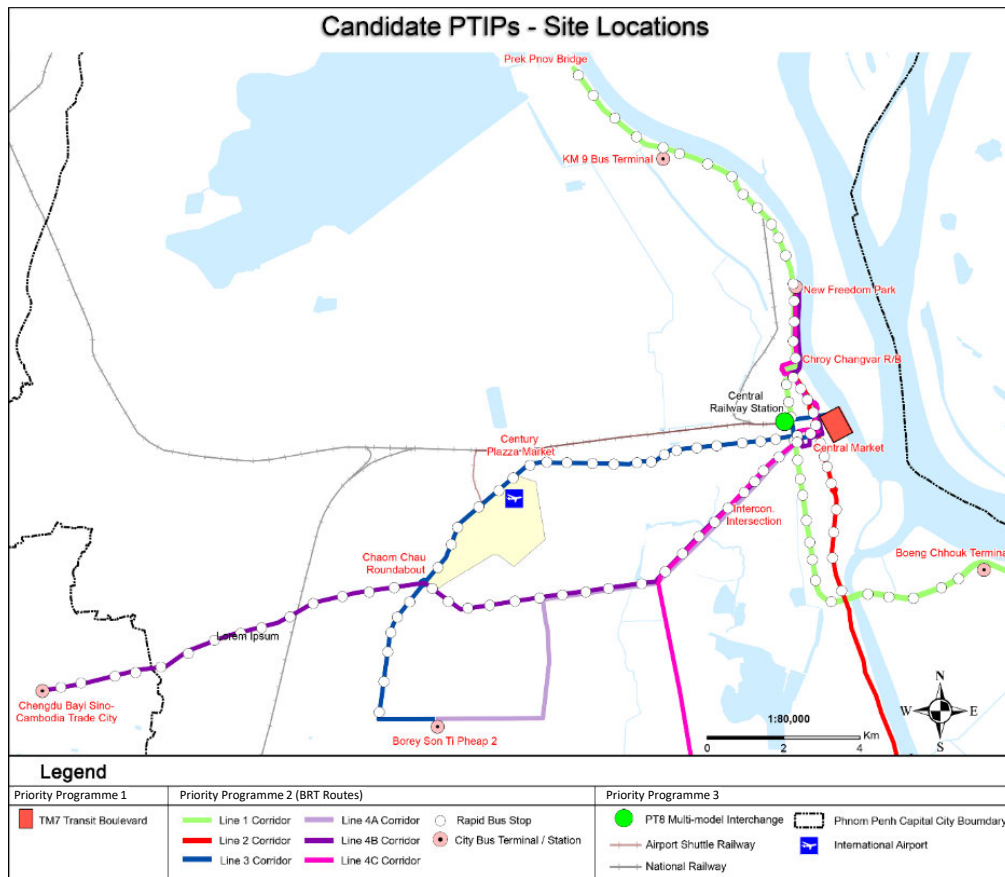 Candidate PTIPs - Site Locations
Prek Pnov Bridge
KM 9 Bus Terminal
New Freedom Park
Chroy Changvar R/B
Central
Railway Station
Central Market
Century
Plazza Market
Intercon.
Intersection
Boeng Chhouk Terminal
Chaom Chau
Roundabout
Lorem Ipsum
Chengdu Bayi Sino-
Cambodia Trade City
Borey Son Ti Pheap 2
N
W
E
S
1:80,000
Km
0
2
4
Legend
Priority Programme 1
TM7 Transit Boulevard
Priority Programme 2 (BRT Routes)
Line 1 Corridor
Line 2 Corridor
Line 3 Corridor
Line 4A Corridor
Line 4B Corridor
Line 4C Corridor
Rapid Bus Stop
City Bus Terminal / Station
Priority Programme 3
PT8 Multi-model Interchange
Airport Shuttle Railway
National Railway
Phnom Penh Capital City Boundary
International Airport